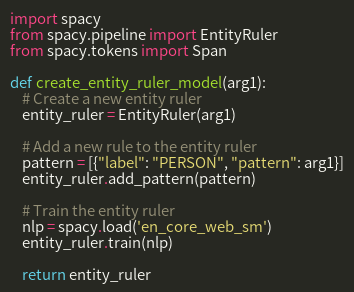 import spacy
from spacy.pipeline import EntityRuler
from spacy.tokens import Span

def create_entity_ruler_model(arg1):
    # Create a new entity ruler
    entity_ruler = EntityRuler(arg1)

    # Add a new rule to the entity ruler
    pattern = [{"label": "PERSON", "pattern": arg1}]
    entity_ruler.add_pattern(pattern)

    # Train the entity ruler
    nlp = spacy.load('en_core_web_sm')
    entity_ruler.train(nlp)

    return entity_ruler